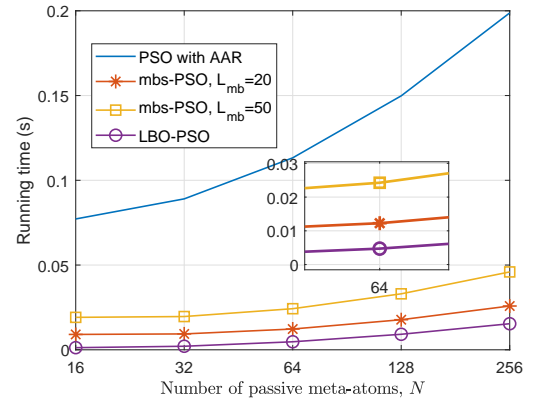 0.2
0.15
0.1
0.05
0
Running time (s)
PSO with AAR
mbs-PSO, L_mb=20
mbs-PSO, L_mb=50
LBO-PSO
0.03
0.02
0.01
0
64
16 32 64 128 256
Number of passive meta-atoms, N